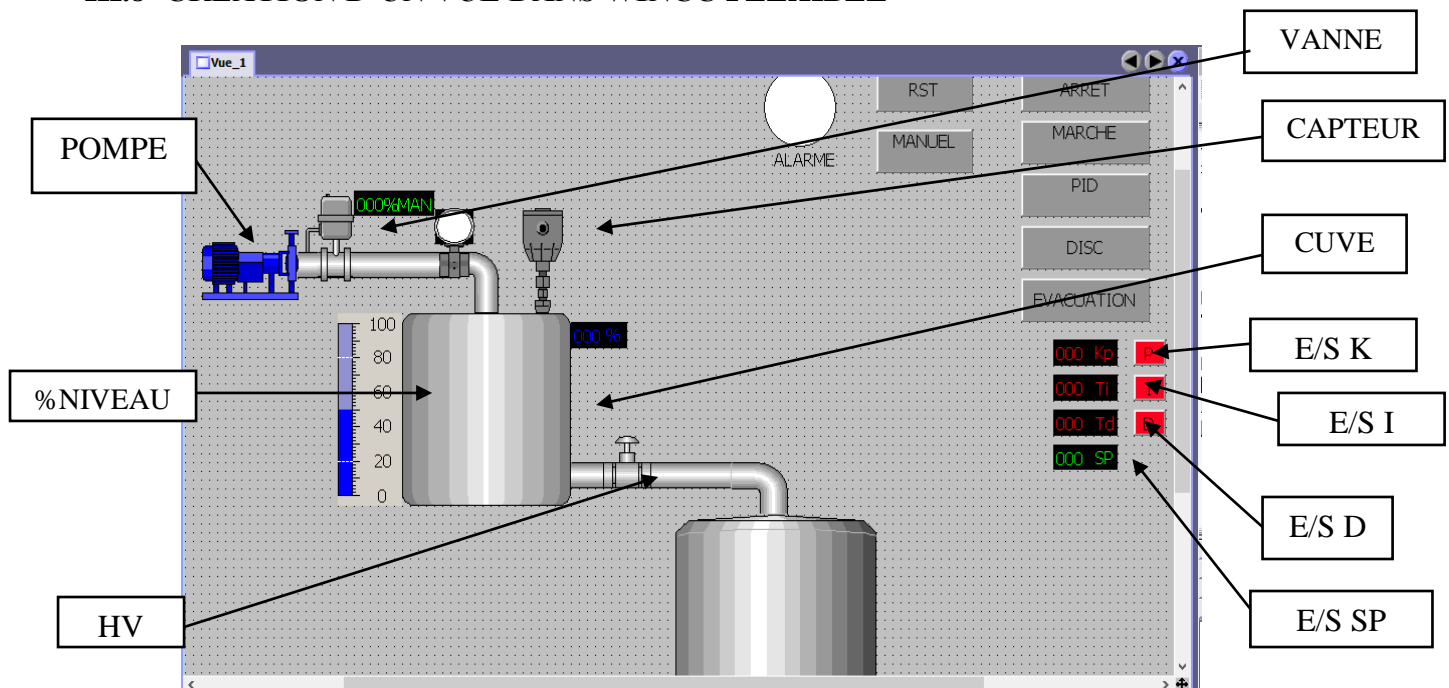 Vue_1
VANNE
RST
ARRET
POMPE
CAPTEUR
MANUEL
MARCHE
ALARME
PID
000%MAN
CUVE
DISC
EVACUATION
100
80
60
40
20
0
000 %
000 Kp
P
E/S K
000 Ti
I
%NIVEAU
E/S I
000 Td
D
000 SP
E/S D
HV
E/S SP